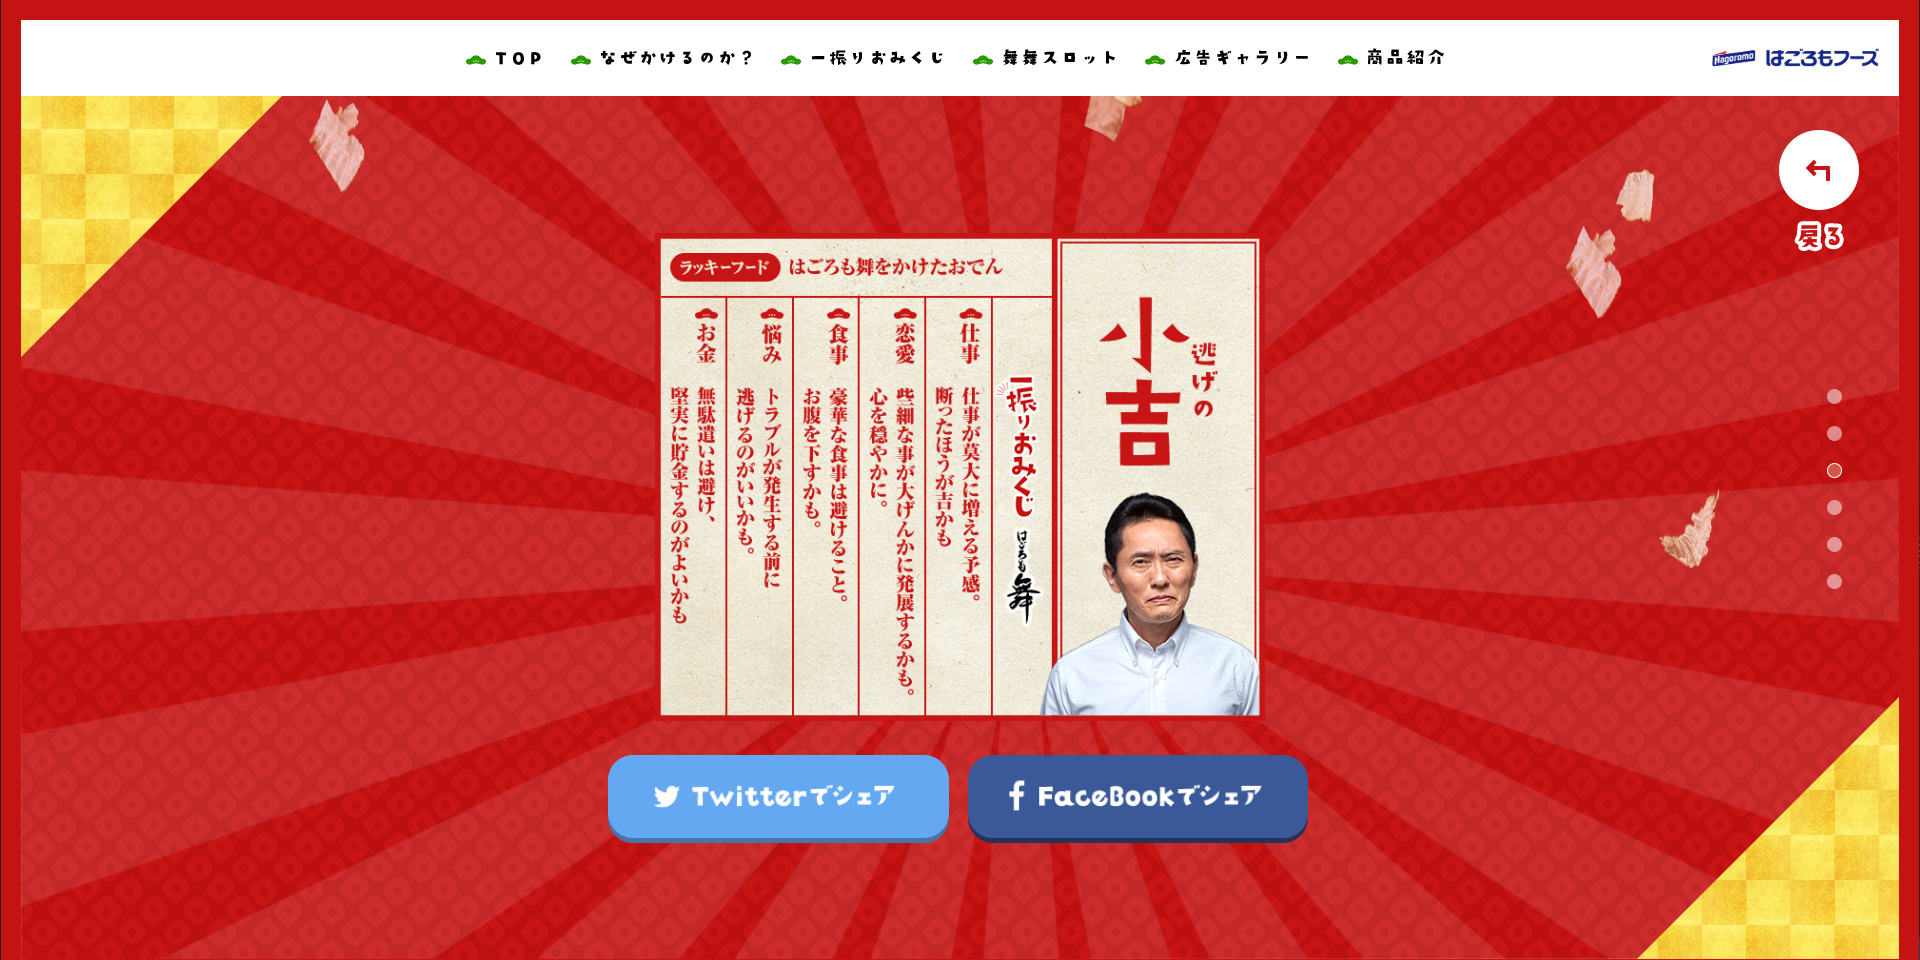 TOP
なぜかけるのか？
一振りおみくじ
舞舞スロット
広告ギャラリー
商品紹介
Hagoromo はごろもフーズ
戻る
逃げの
小吉
ラッキーフード はごろも舞をかけたおでん
一振りおみくじ
はごろも舞
仕事
仕事が莫大に増える予感。
断ったほうが吉かも
恋愛
些細な事が大げんかに発展するかも。
心を穏やかに。
食事
豪華な食事は避けること。
お腹を下すかも。
悩み
トラブルが発生する前に
逃げるのがいいかも。
お金
無駄遣いは避け、
堅実に貯金するのがよいかも
Twitterでシェア
FaceBookでシェア